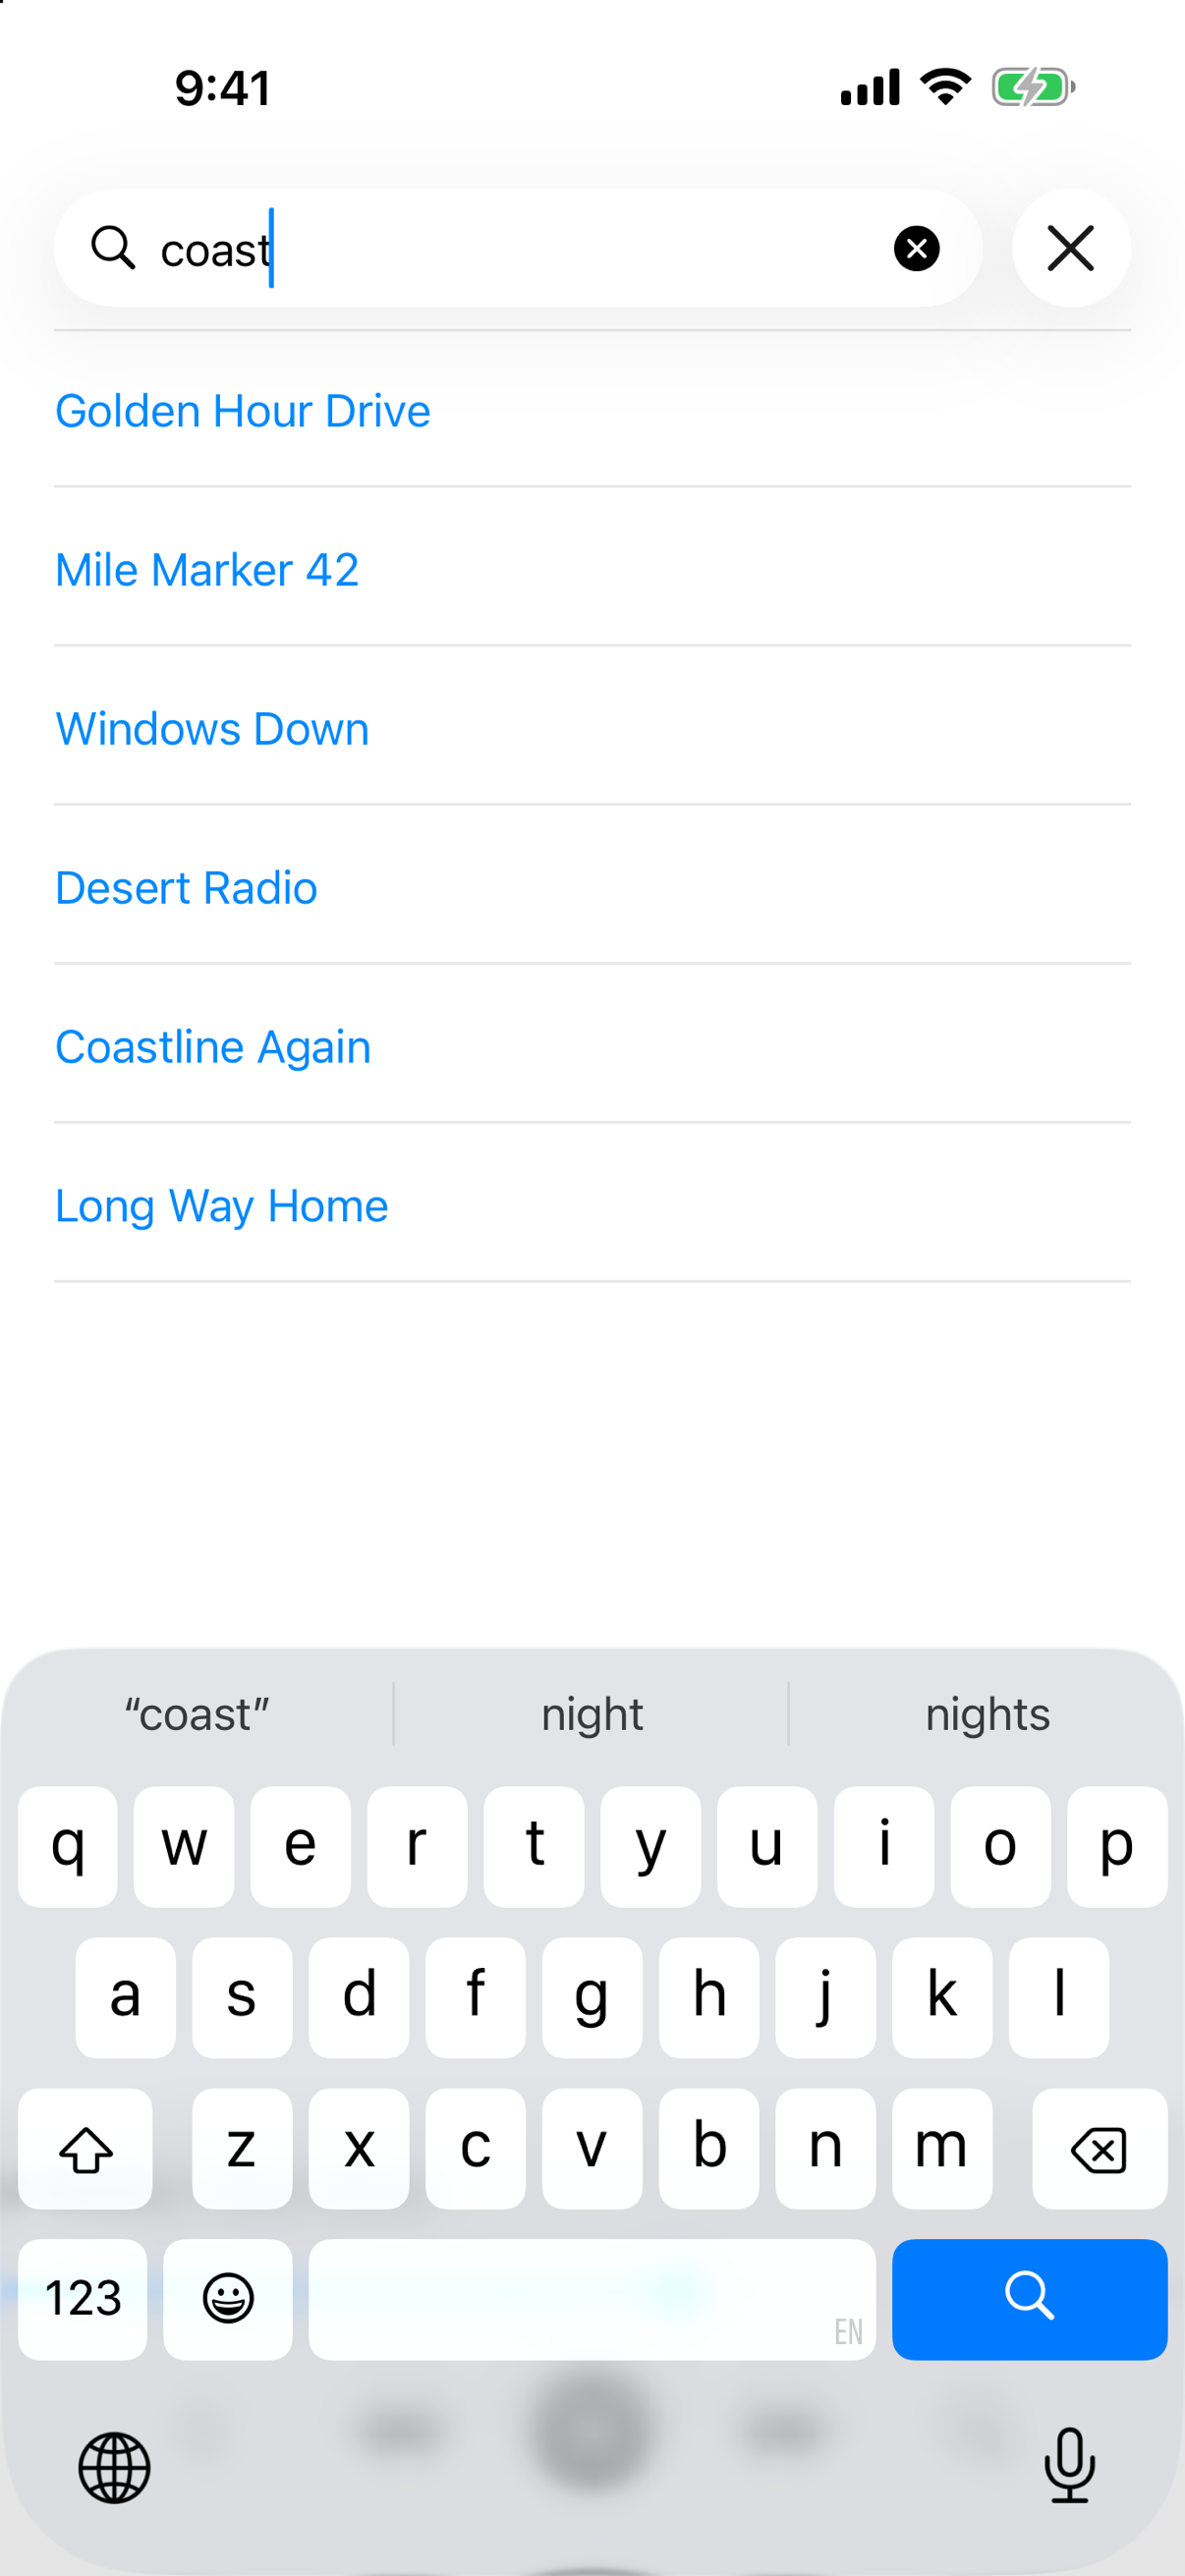 9:41
coast
Golden Hour Drive
Mile Marker 42
Windows Down
Desert Radio
Coastline Again
Long Way Home
“coast” night nights
q w e r t y u i o p
a s d f g h j k l
z x c v b n m
123 EN